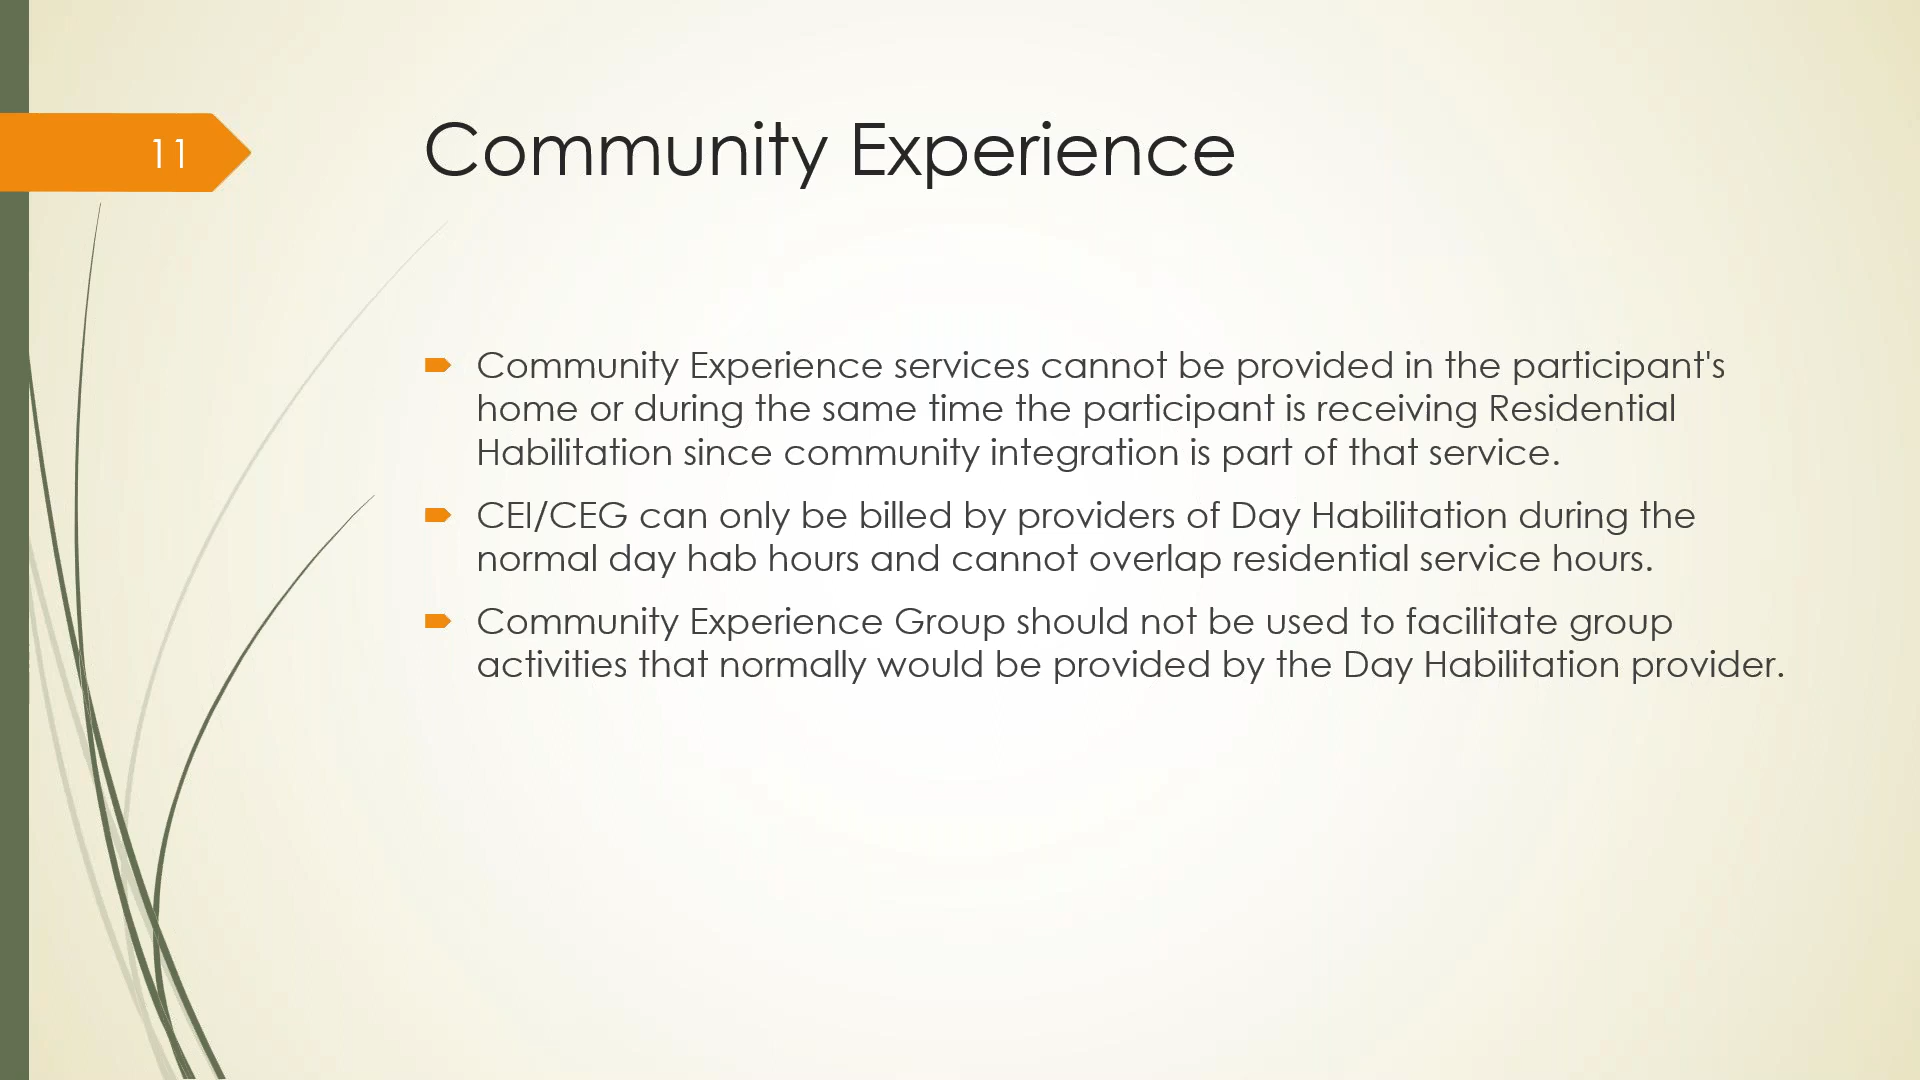 11
Community Experience
Community Experience services cannot be provided in the participant's
home or during the same time the participant is receiving Residential
Habilitation since community integration is part of that service.
CEI/CEG can only be billed by providers of Day Habilitation during the
normal day hab hours and cannot overlap residential service hours.
Community Experience Group should not be used to facilitate group
activities that normally would be provided by the Day Habilitation provider.